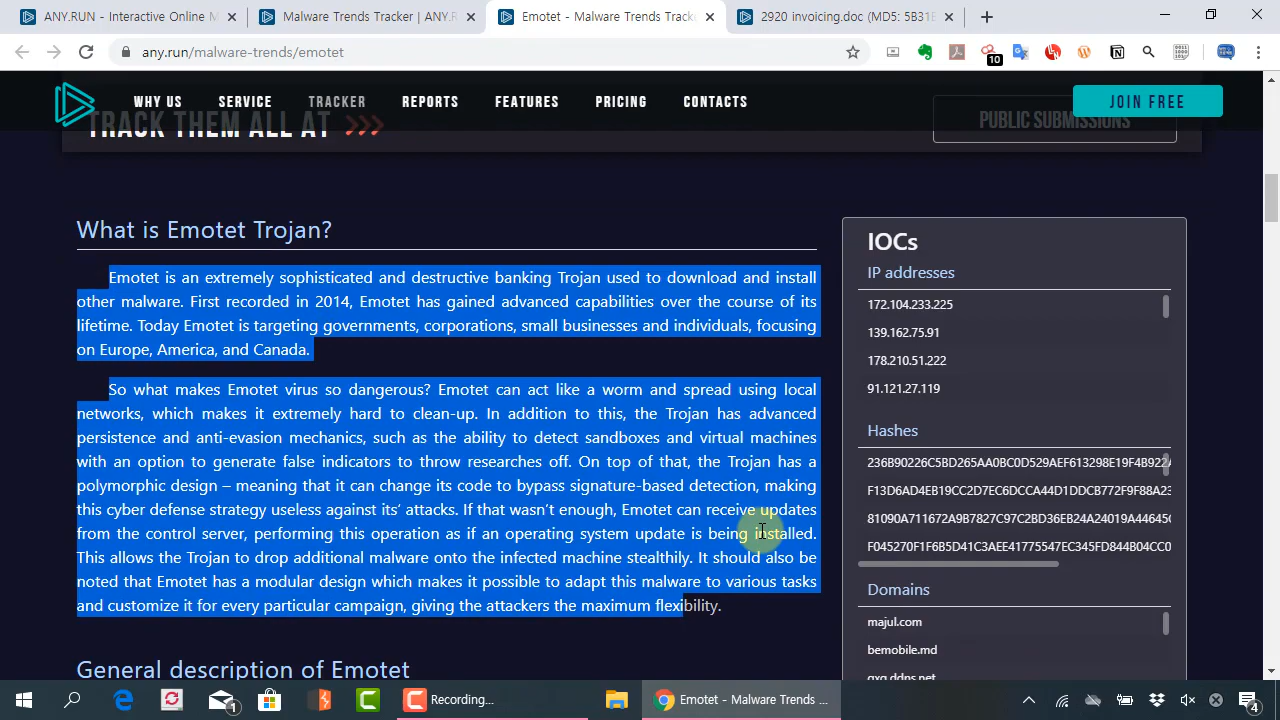 ANY.RUN - Interactive Online M
Malware Trends Tracker | ANY.R
Emotet - Malware Trends Tracke
2920 invoicing.doc (MD5: 5B31E
any.run/malware-trends/emotet
10
WHY US
SERVICE
TRACKER
REPORTS
FEATURES
PRICING
CONTACTS
JOIN FREE
TRACK THEM ALL AT >>>
PUBLIC SUBMISSIONS
What is Emotet Trojan?
Emotet is an extremely sophisticated and destructive banking Trojan used to download and install
other malware. First recorded in 2014, Emotet has gained advanced capabilities over the course of its
lifetime. Today Emotet is targeting governments, corporations, small businesses and individuals, focusing
on Europe, America, and Canada.
So what makes Emotet virus so dangerous? Emotet can act like a worm and spread using local
networks, which makes it extremely hard to clean-up. In addition to this, the Trojan has advanced
persistence and anti-evasion mechanics, such as the ability to detect sandboxes and virtual machines
with an option to generate false indicators to throw researches off. On top of that, the Trojan has a
polymorphic design – meaning that it can change its code to bypass signature-based detection, making
this cyber defense strategy useless against its‘ attacks. If that wasn’t enough, Emotet can receive updates
from the control server, performing this operation as if an operating system update is being installed.
This allows the Trojan to drop additional malware onto the infected machine stealthily. It should also be
noted that Emotet has a modular design which makes it possible to adapt this malware to various tasks
and customize it for every particular campaign, giving the attackers the maximum flexibility.
General description of Emotet
IOCs
IP addresses
172.104.233.225
139.162.75.91
178.210.51.222
91.121.27.119
Hashes
236B90226C5BD265AA0BC0D529AEF613298E19F4B922A
F13D6AD4EB19CC2D7EC6DCCA44D1DDCB772F9F88A23
81090A711672A9B7827C97C2BD36EB24A24019A44645
F045270F1F6B5D41C3AEE41775547EC345FD844B04CC0
Domains
majul.com
bemobile.md
qxq.ddns.net
1
Recording...
Emotet - Malware Trends ...
4